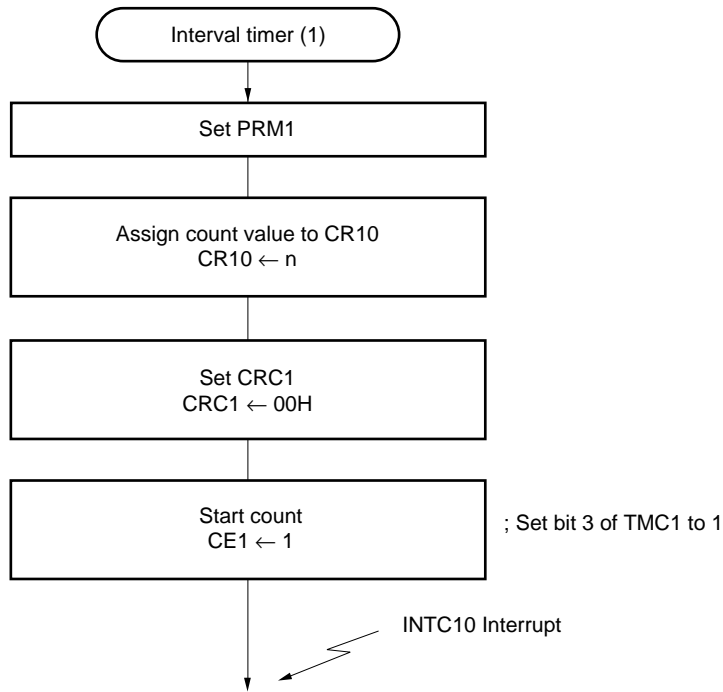 Interval timer (1)
Set PRM1
Assign count value to CR10
CR10 ← n
Set CRC1
CRC1 ← 00H
Start count
CE1 ← 1
; Set bit 3 of TMC1 to 1
INTC10 Interrupt